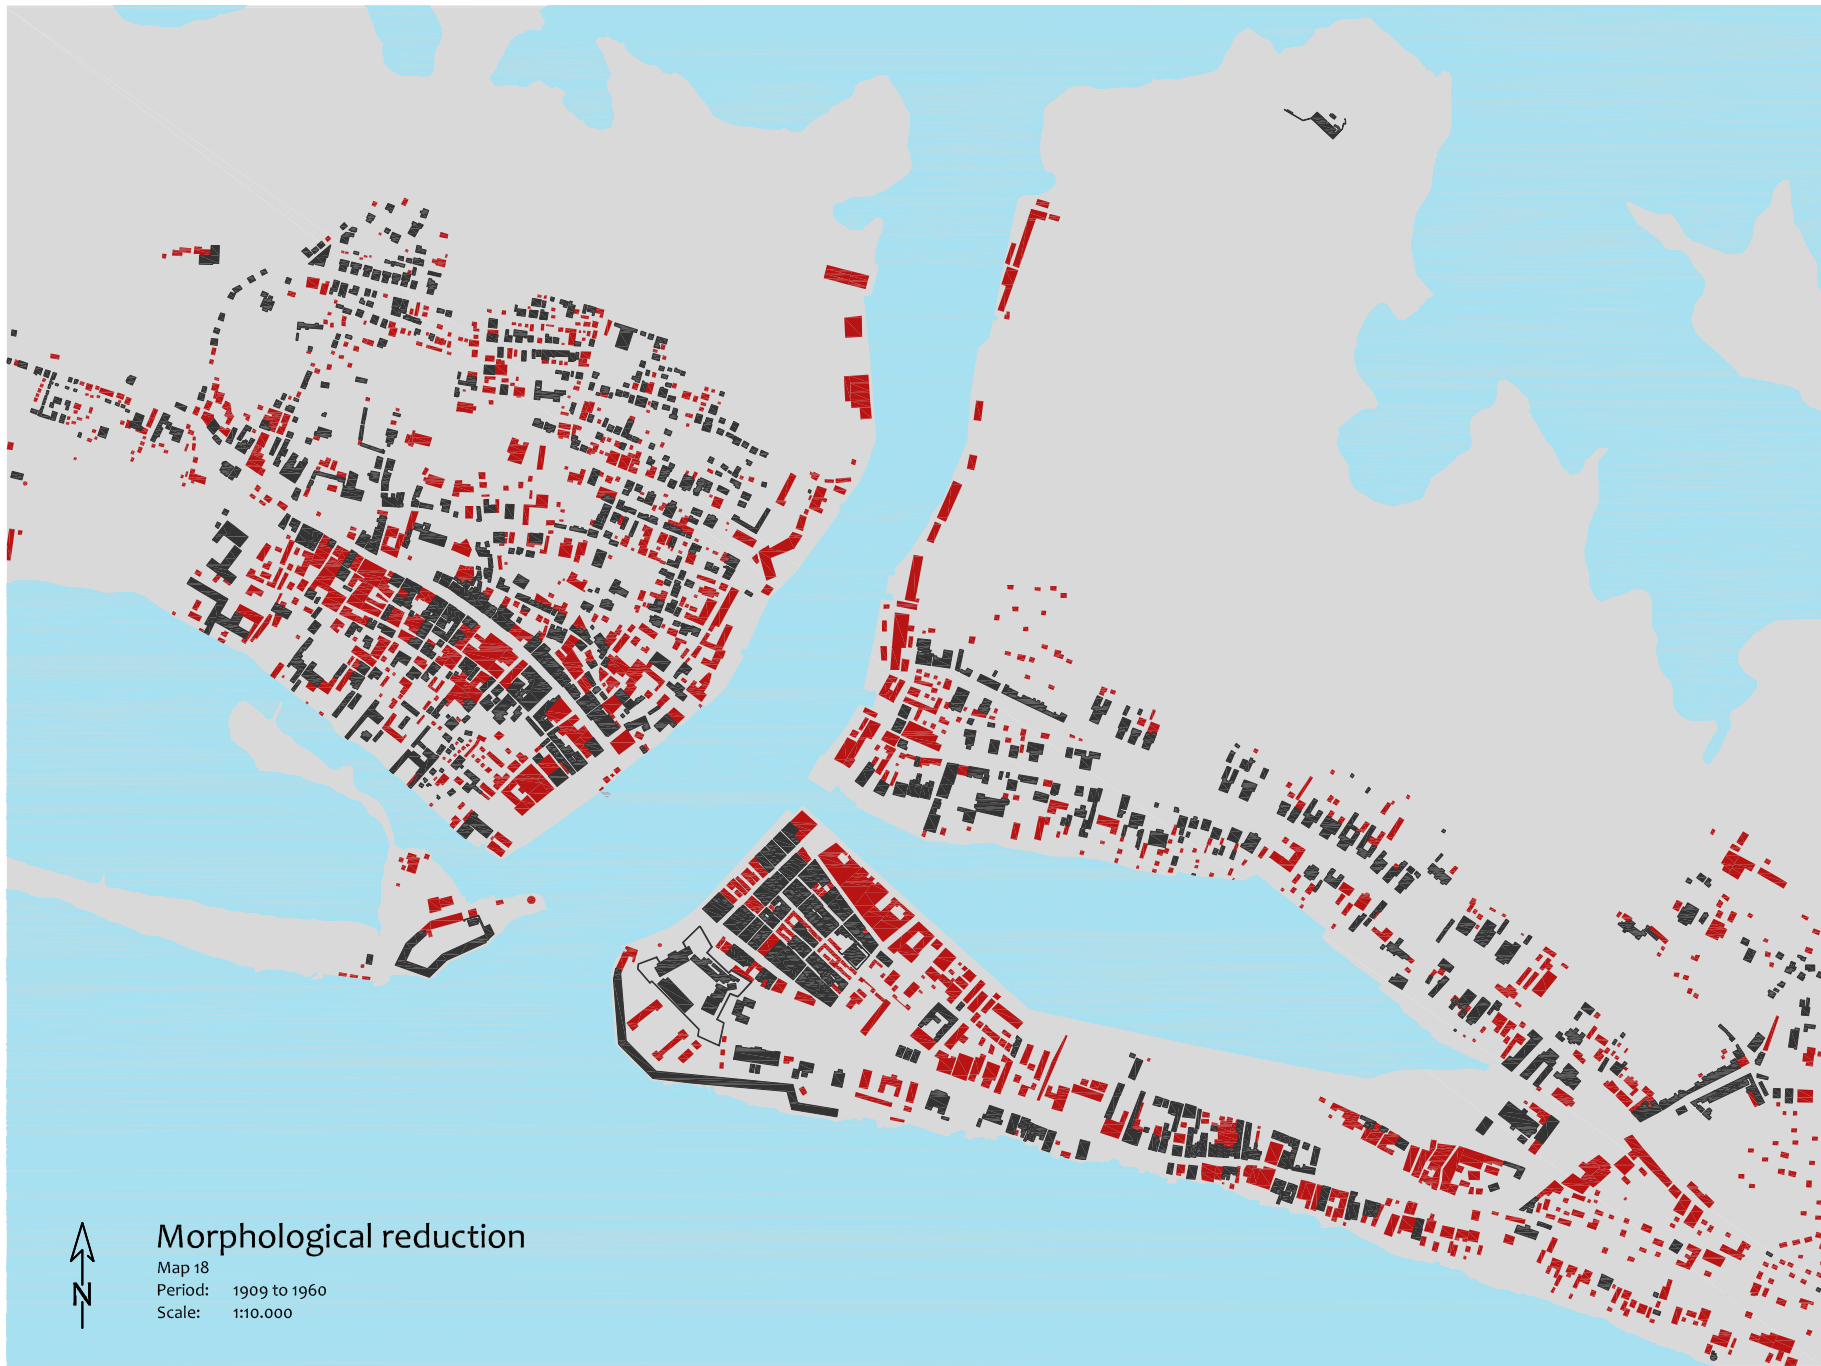 Morphological reduction
Map 18
Period: 1909 to 1960
Scale: 1:10.000
N